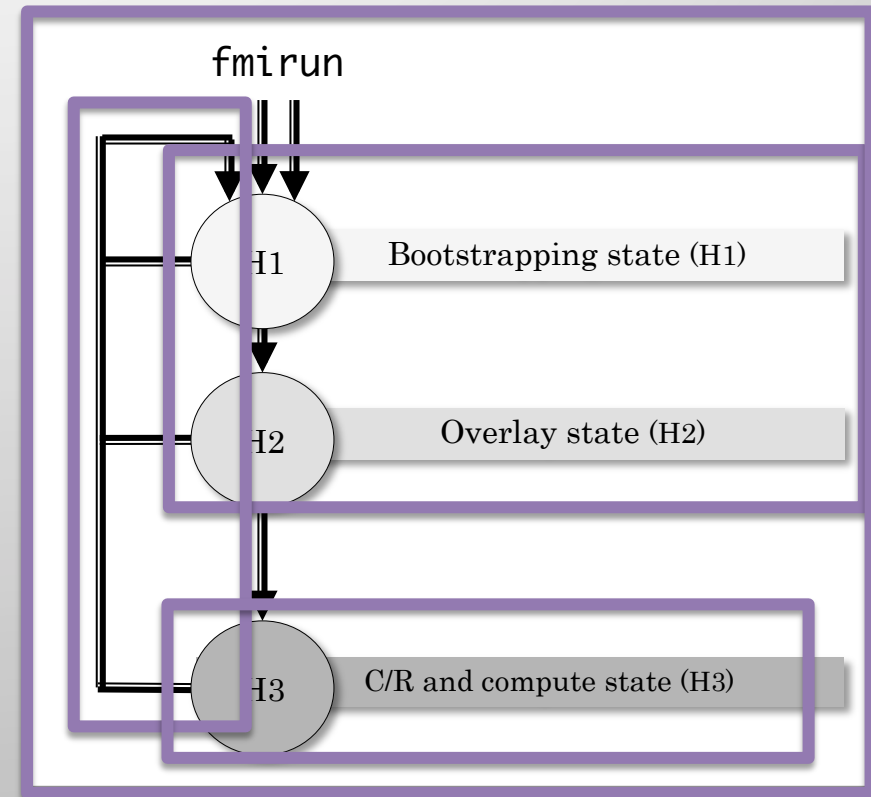 fmirun
H1
Bootstrapping state (H1)
H2
Overlay state (H2)
H3
C/R and compute state (H3)